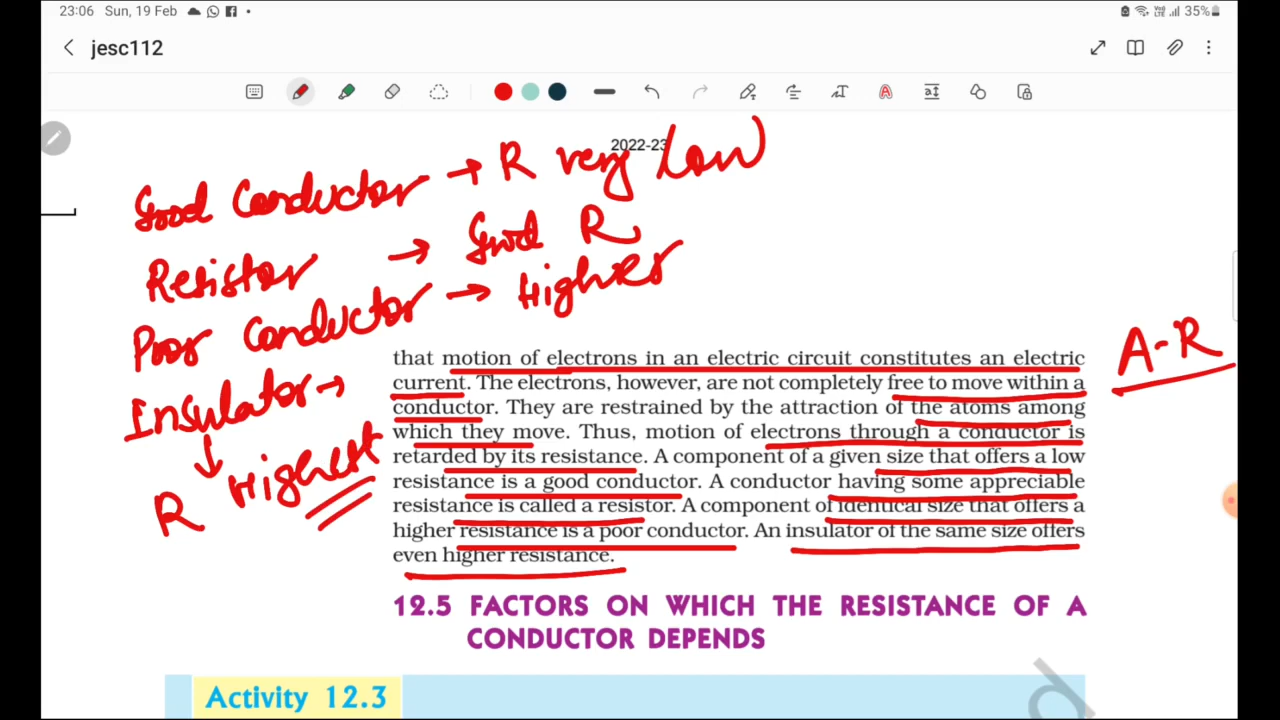 23:06 Sun, 19 Feb
VoI LTE 35%
jesc112
2022-23
Good Conductor → R very Low
Resistor → Good R
Poor Conductor → Higher
Insulator →
↓
R Highest
A-R
that motion of electrons in an electric circuit constitutes an electric
current. The electrons, however, are not completely free to move within a
conductor. They are restrained by the attraction of the atoms among
which they move. Thus, motion of electrons through a conductor is
retarded by its resistance. A component of a given size that offers a low
resistance is a good conductor. A conductor having some appreciable
resistance is called a resistor. A component of identical size that offers a
higher resistance is a poor conductor. An insulator of the same size offers
even higher resistance.
12.5 FACTORS ON WHICH THE RESISTANCE OF A
CONDUCTOR DEPENDS
Activity 12.3